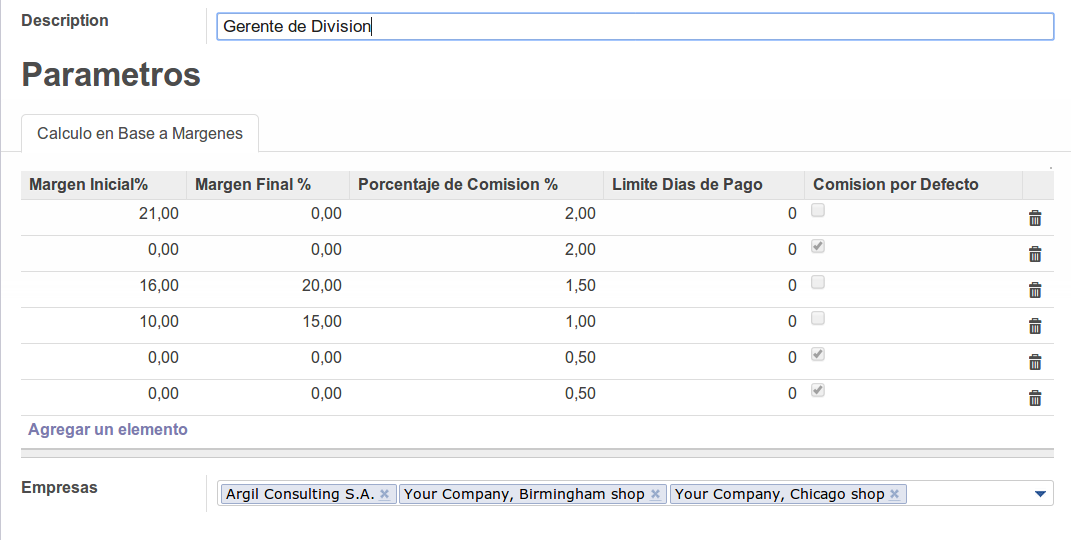 Description Gerente de Division
Parametros
Calculo en Base a Margenes
Margen Inicial% Margen Final % Porcentaje de Comision % Limite Dias de Pago Comision por Defecto
21,00 0,00 2,00 0
0,00 0,00 2,00 0
16,00 20,00 1,50 0
10,00 15,00 1,00 0
0,00 0,00 0,50 0
0,00 0,00 0,50 0
Agregar un elemento
Empresas Argil Consulting S.A. Your Company, Birmingham shop Your Company, Chicago shop